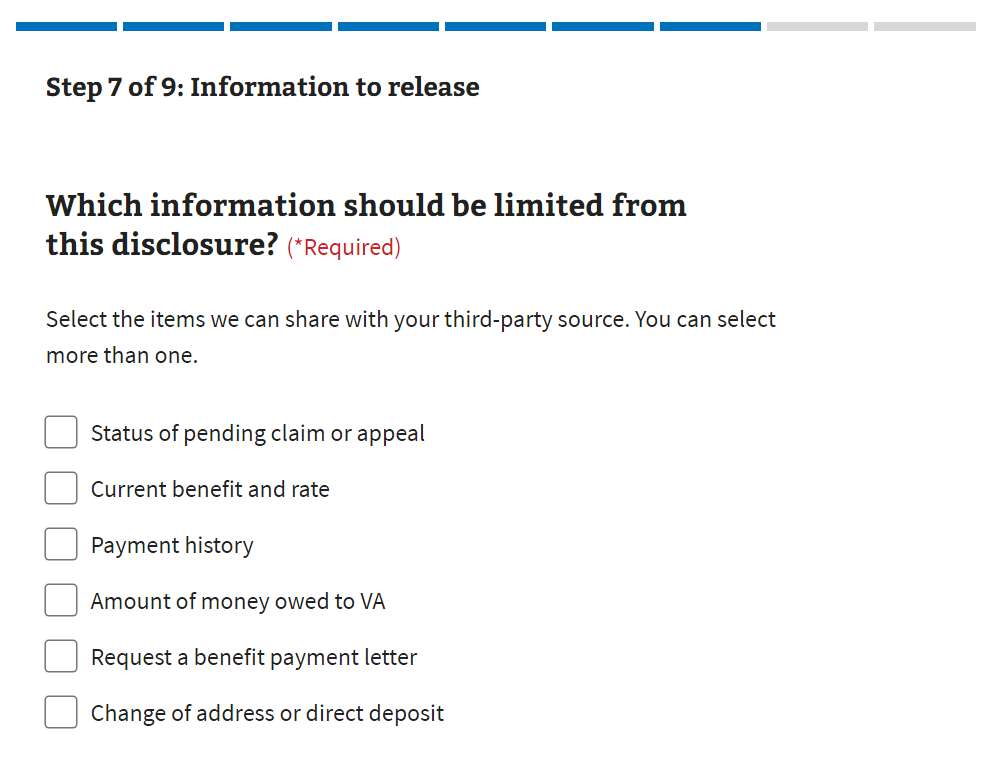 Step 7 of 9: Information to release
Which information should be limited from
this disclosure? (*Required)
Select the items we can share with your third-party source. You can select
more than one.
Status of pending claim or appeal
Current benefit and rate
Payment history
Amount of money owed to VA
Request a benefit payment letter
Change of address or direct deposit